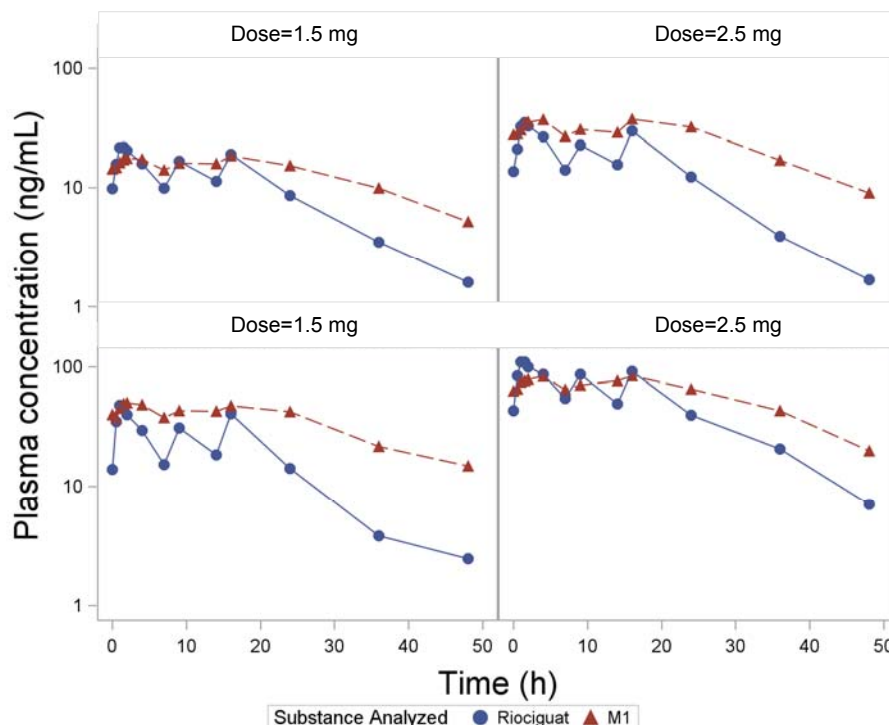 Dose=1.5 mg
Dose=2.5 mg
100
10
1
Dose=1.5 mg
Dose=2.5 mg
100
10
1
Plasma concentration (ng/mL)
0 10 20 30 40 50 0 10 20 30 40 50
Time (h)
Substance Analyzed Riociguat M1